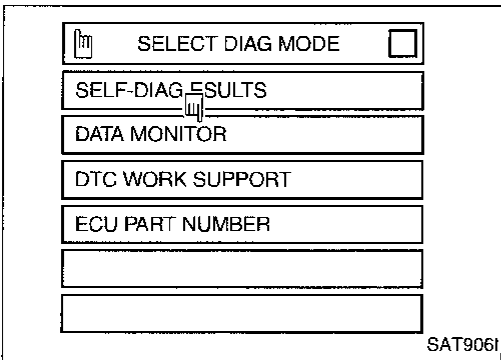 SELECT DIAG MODE
SELF-DIAG ESULTS
DATA MONITOR
DTC WORK SUPPORT
ECU PART NUMBER
SAT906I